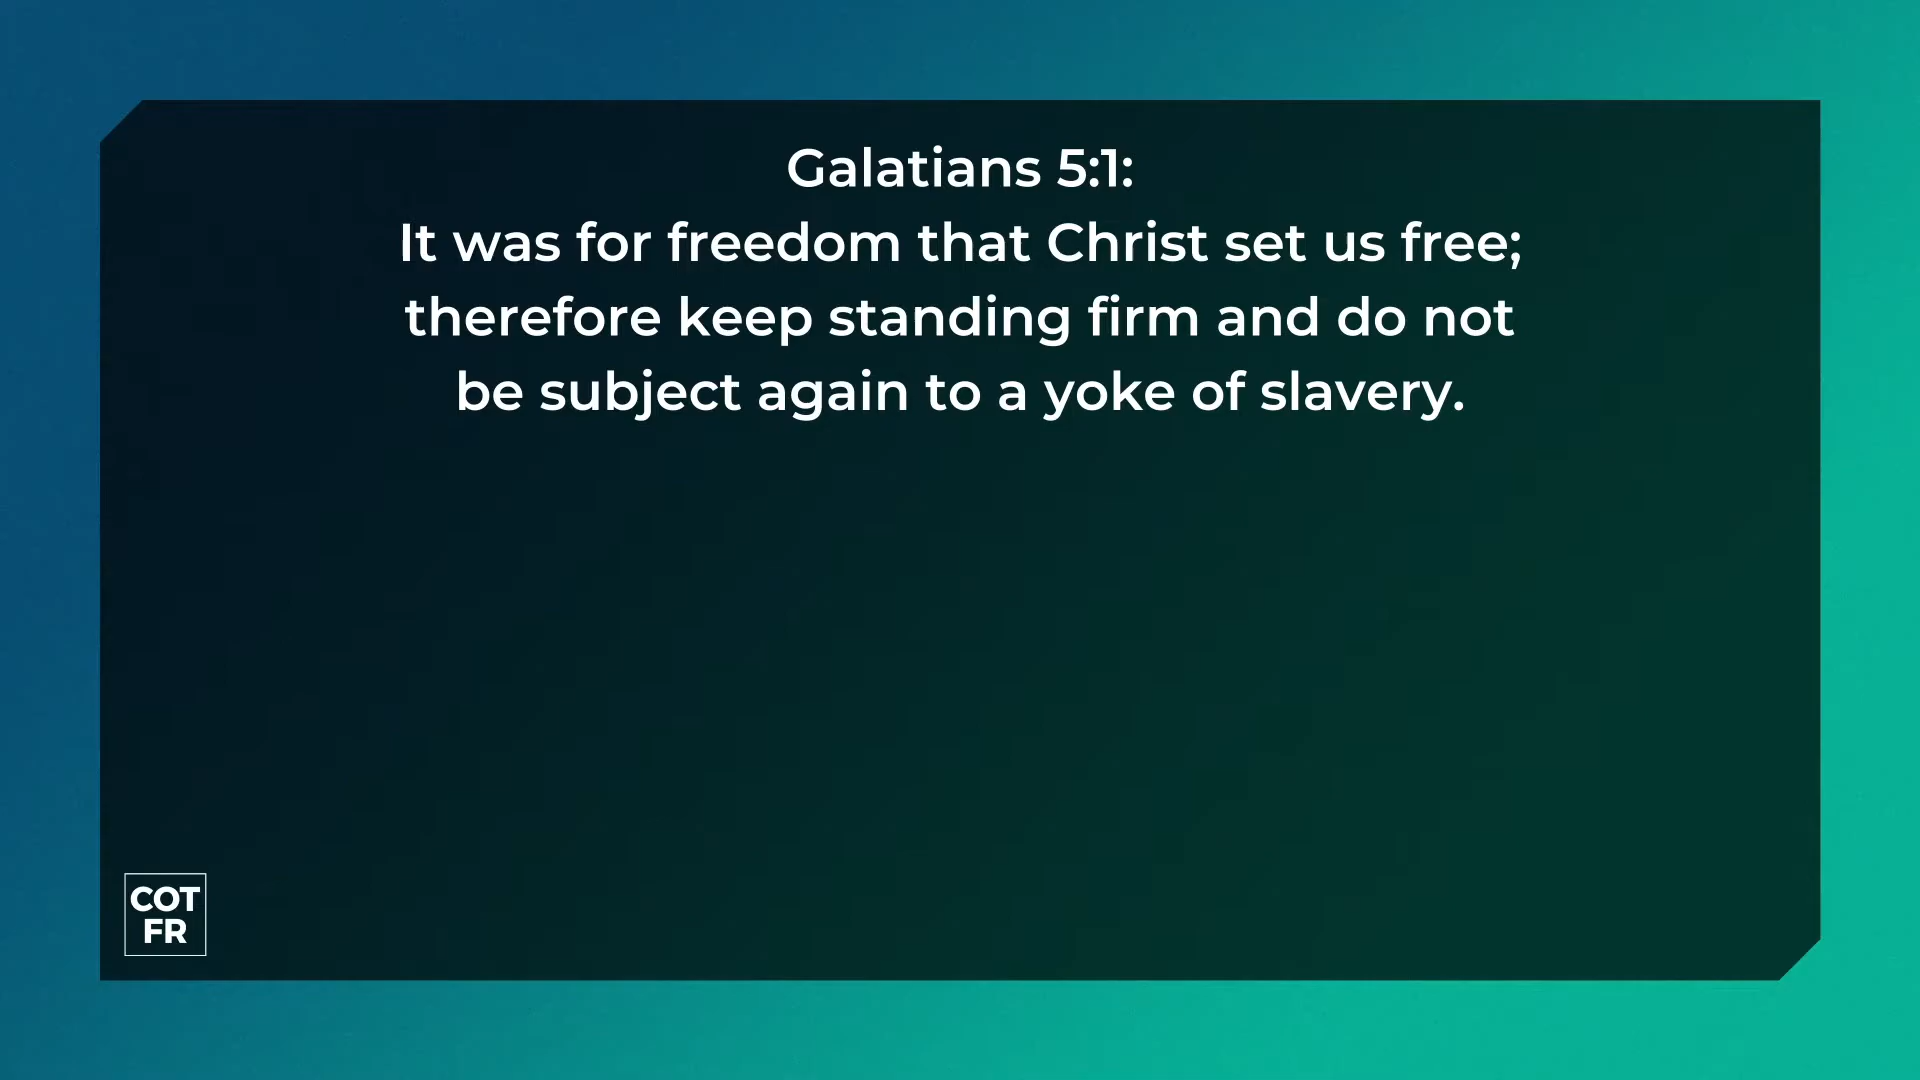 Galatians 5:1:
It was for freedom that Christ set us free;
therefore keep standing firm and do not
be subject again to a yoke of slavery.
COT
FR